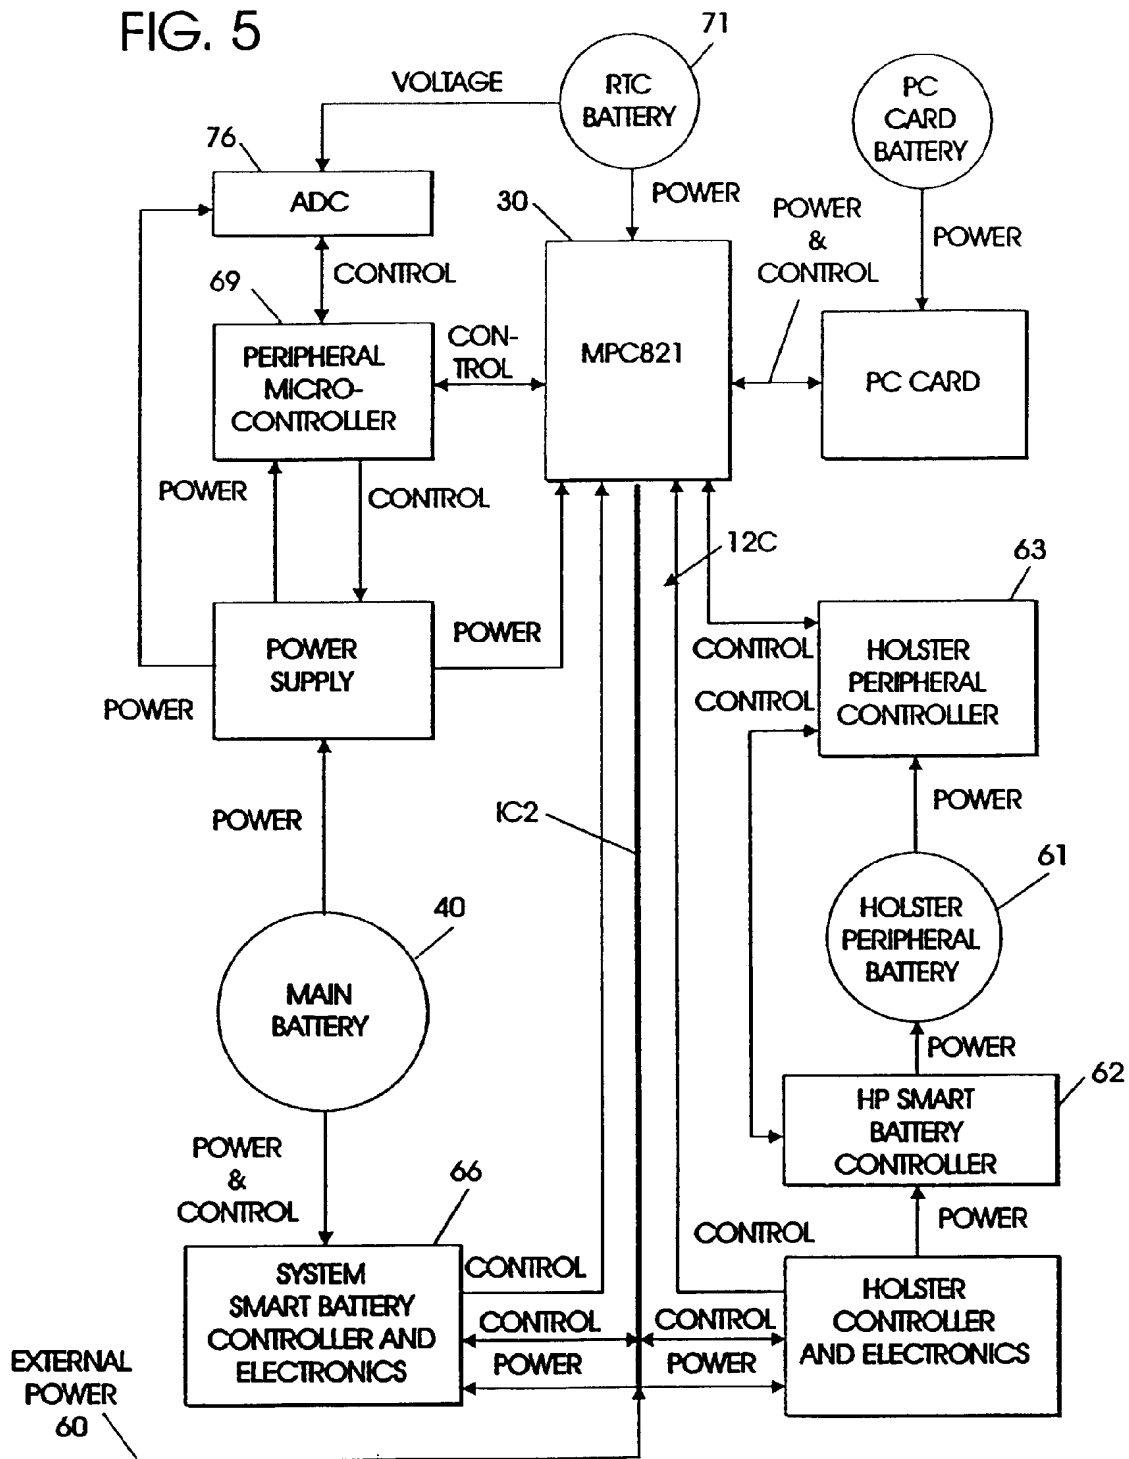 FIG. 5
71
VOLTAGE
RTC
BATTERY
PC
CARD
BATTERY
76
ADC
30
POWER
POWER
&
CONTROL
POWER
CONTROL
69
PERIPHERAL
MICRO-
CONTROLLER
CON-
TROL
MPC821
PC CARD
POWER
CONTROL
12C
63
POWER
SUPPLY
POWER
POWER
CONTROL
CONTROL
HOLSTER
PERIPHERAL
CONTROLLER
POWER
IC2
POWER
61
40
HOLSTER
PERIPHERAL
BATTERY
MAIN
BATTERY
POWER
62
HP SMART
BATTERY
CONTROLLER
POWER
&
CONTROL
66
POWER
CONTROL
SYSTEM
SMART BATTERY
CONTROLLER AND
ELECTRONICS
CONTROL
CONTROL
POWER
CONTROL
POWER
HOLSTER
CONTROLLER
AND ELECTRONICS
EXTERNAL
POWER
60